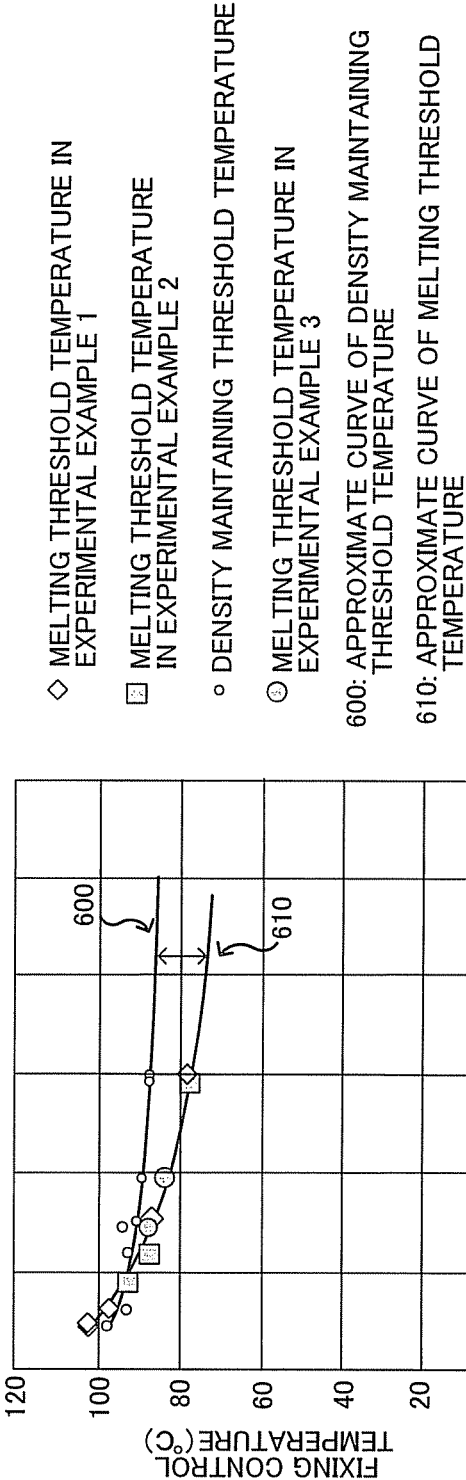 120
100
80
60
40
20
FIXING CONTROL
TEMPERATURE(°C)
600
610
MELTING THRESHOLD TEMPERATURE IN
EXPERIMENTAL EXAMPLE 1
MELTING THRESHOLD TEMPERATURE
IN EXPERIMENTAL EXAMPLE 2
DENSITY MAINTAINING THRESHOLD TEMPERATURE
MELTING THRESHOLD TEMPERATURE IN
EXPERIMENTAL EXAMPLE 3
600: APPROXIMATE CURVE OF DENSITY MAINTAINING
THRESHOLD TEMPERATURE
610: APPROXIMATE CURVE OF MELTING THRESHOLD
TEMPERATURE